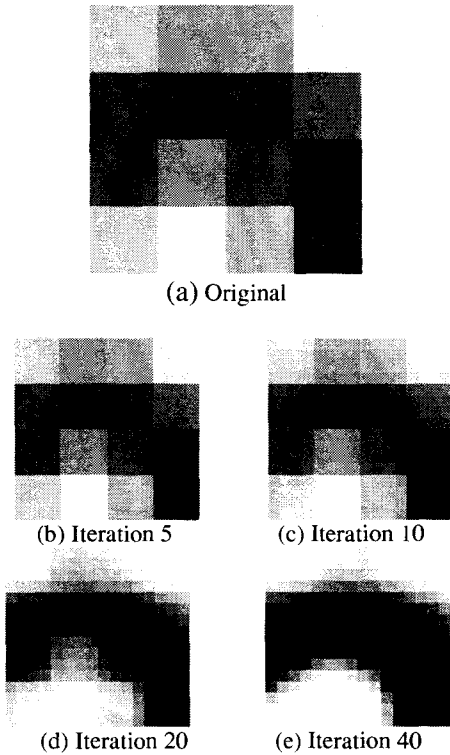 (a) Original
(b) Iteration 5
(c) Iteration 10
(d) Iteration 20
(e) Iteration 40